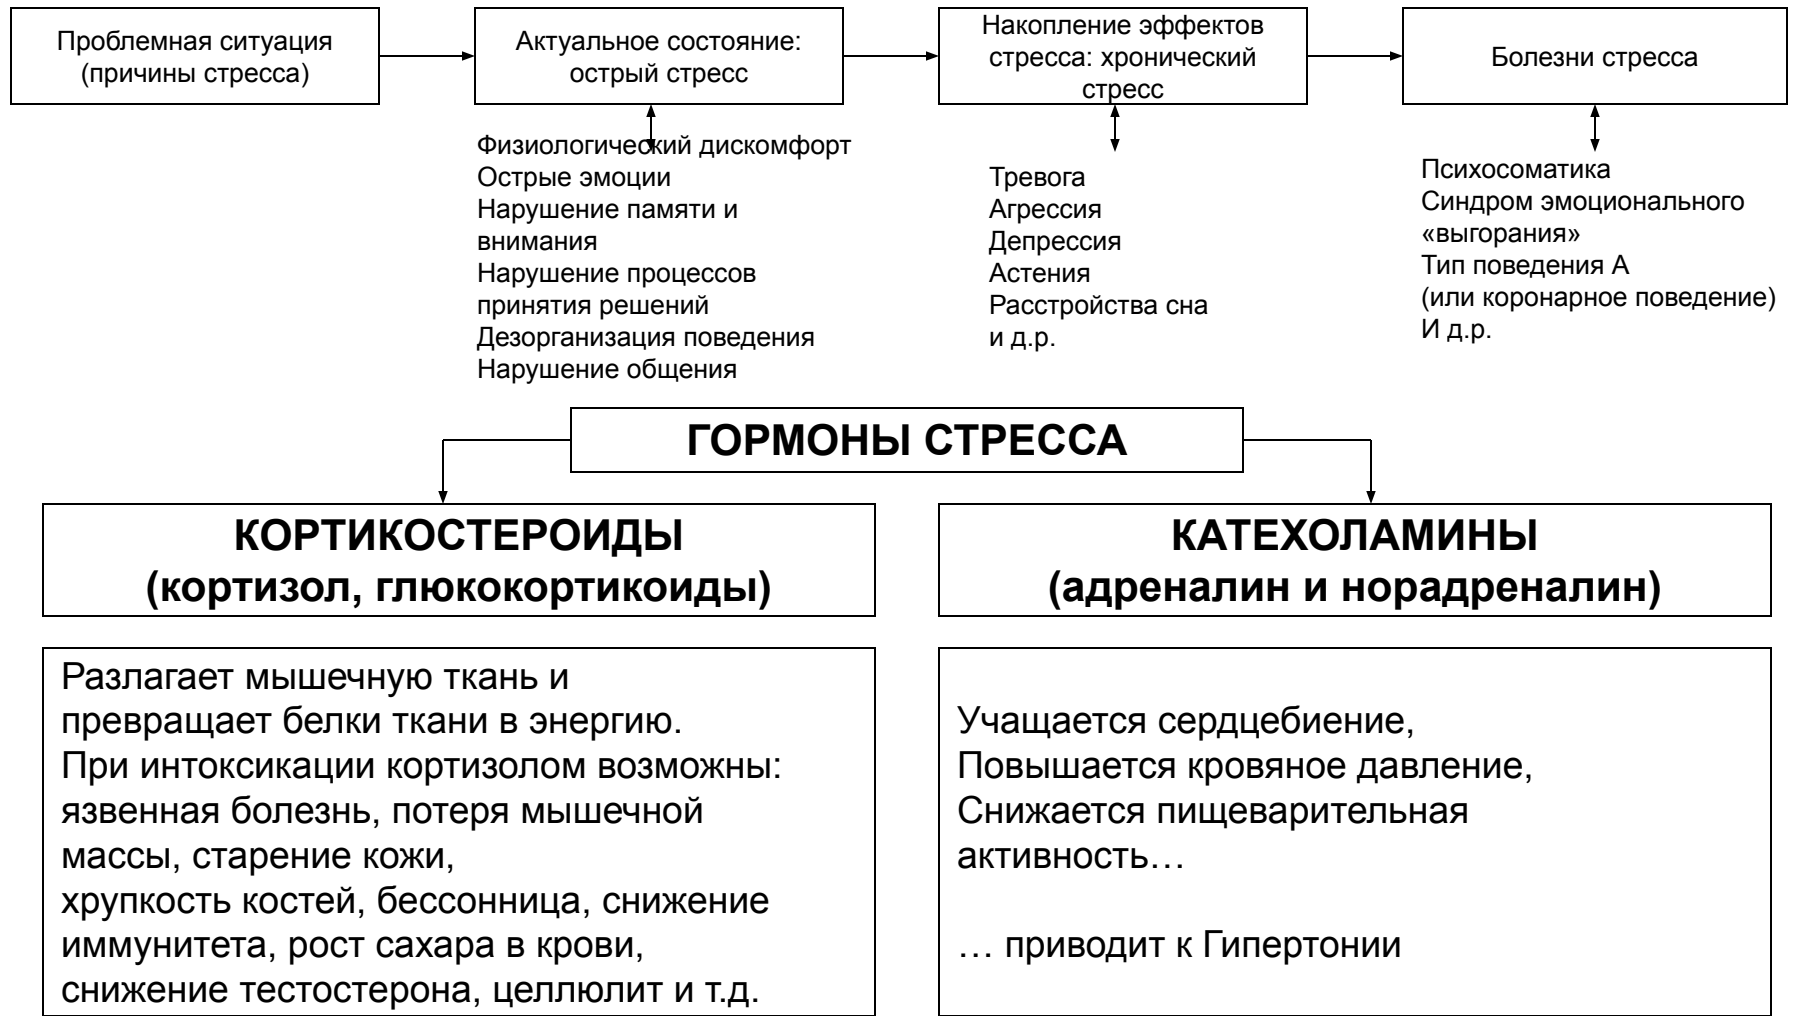 Проблемная ситуация
(причины стресса)
Актуальное состояние:
острый стресс
Накопление эффектов
стресса: хронический
стресс
Болезни стресса
Физиологический дискомфорт
Острые эмоции
Нарушение памяти и
внимания
Нарушение процессов
принятия решений
Дезорганизация поведения
Нарушение общения
Тревога
Агрессия
Депрессия
Астения
Расстройства сна
и д.р.
Психосоматика
Синдром эмоционального
«выгорания»
Тип поведения А
(или коронарное поведение)
И д.р.
ГОРМОНЫ СТРЕССА
КОРТИКОСТЕРОИДЫ
(кортизол, глюкокортикоиды)
КАТЕХОЛАМИНЫ
(адреналин и норадреналин)
Разлагает мышечную ткань и
превращает белки ткани в энергию.
При интоксикации кортизолом возможны:
язвенная болезнь, потеря мышечной
массы, старение кожи,
хрупкость костей, бессонница, снижение
иммунитета, рост сахара в крови,
снижение тестостерона, целлюлит и т.д.
Учащается сердцебиение,
Повышается кровяное давление,
Снижается пищеварительная
активность…
… приводит к Гипертонии